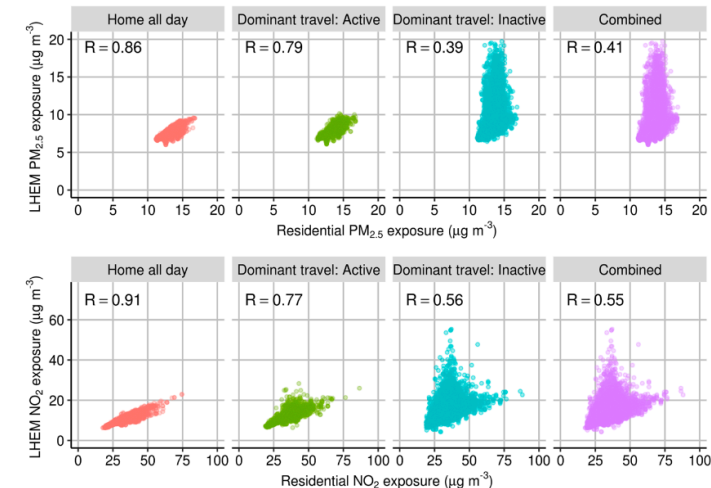 Home all day Dominant travel: Active Dominant travel: Inactive Combined
R = 0.86 R = 0.79 R = 0.39 R = 0.41
20
15
10
5
0
LHEM PM2.5 exposure (µg m-3)
0 5 10 15 20 0 5 10 15 20 0 5 10 15 20 0 5 10 15 20
Residential PM2.5 exposure (µg m-3)
Home all day Dominant travel: Active Dominant travel: Inactive Combined
R = 0.91 R = 0.77 R = 0.56 R = 0.55
60
40
20
0
LHEM NO2 exposure (µg m-3)
0 25 50 75 100 0 25 50 75 100 0 25 50 75 100 0 25 50 75 100
Residential NO2 exposure (µg m-3)